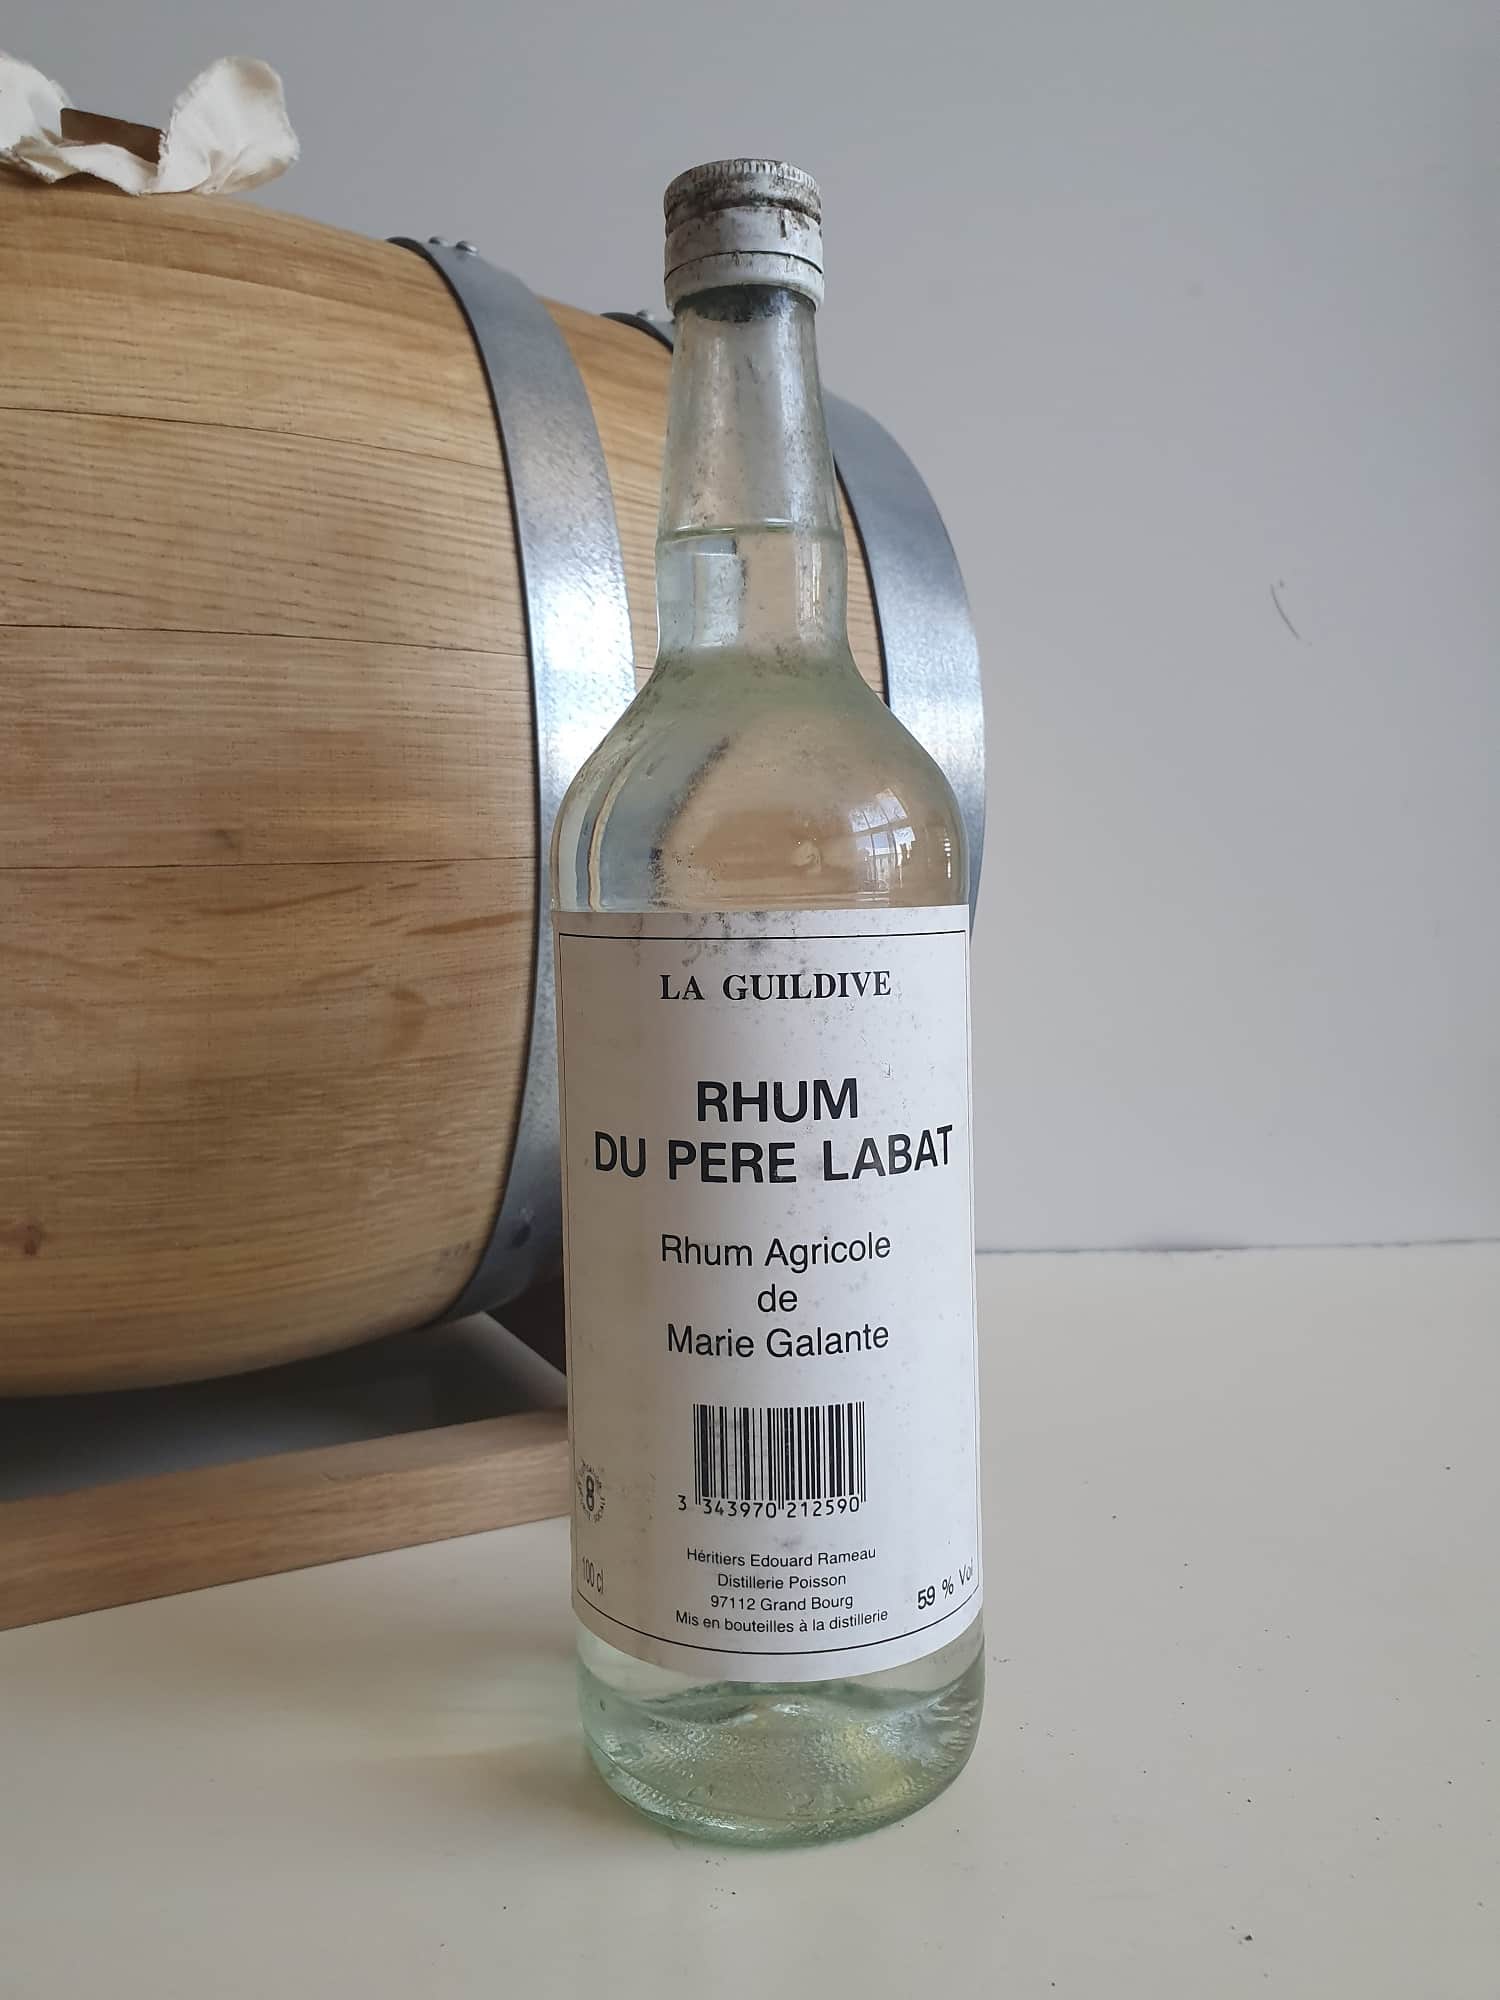 LA GUILDIVE
RHUM
DU PERE LABAT
Rhum Agricole
de
Marie Galante
3 343970 212590
8
100 cl
Héritiers Edouard Rameau
Distillerie Poisson
97112 Grand Bourg
Mis en bouteilles à la distillerie
59 % Vol